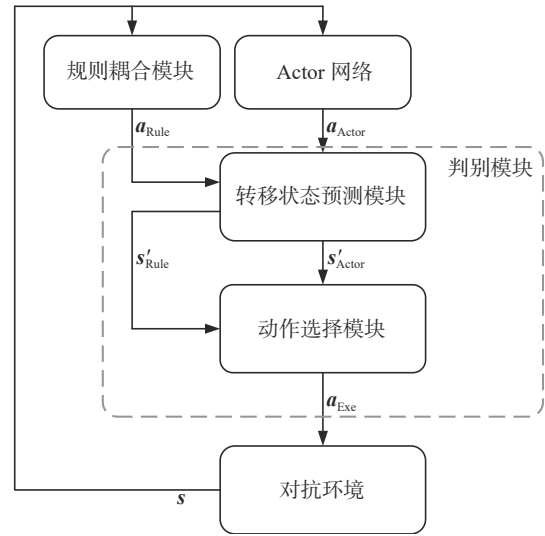 规则耦合模块
Actor 网络
a_Rule
a_Actor
判别模块
转移状态预测模块
s′_Rule
s′_Actor
动作选择模块
a_Exe
对抗环境
s